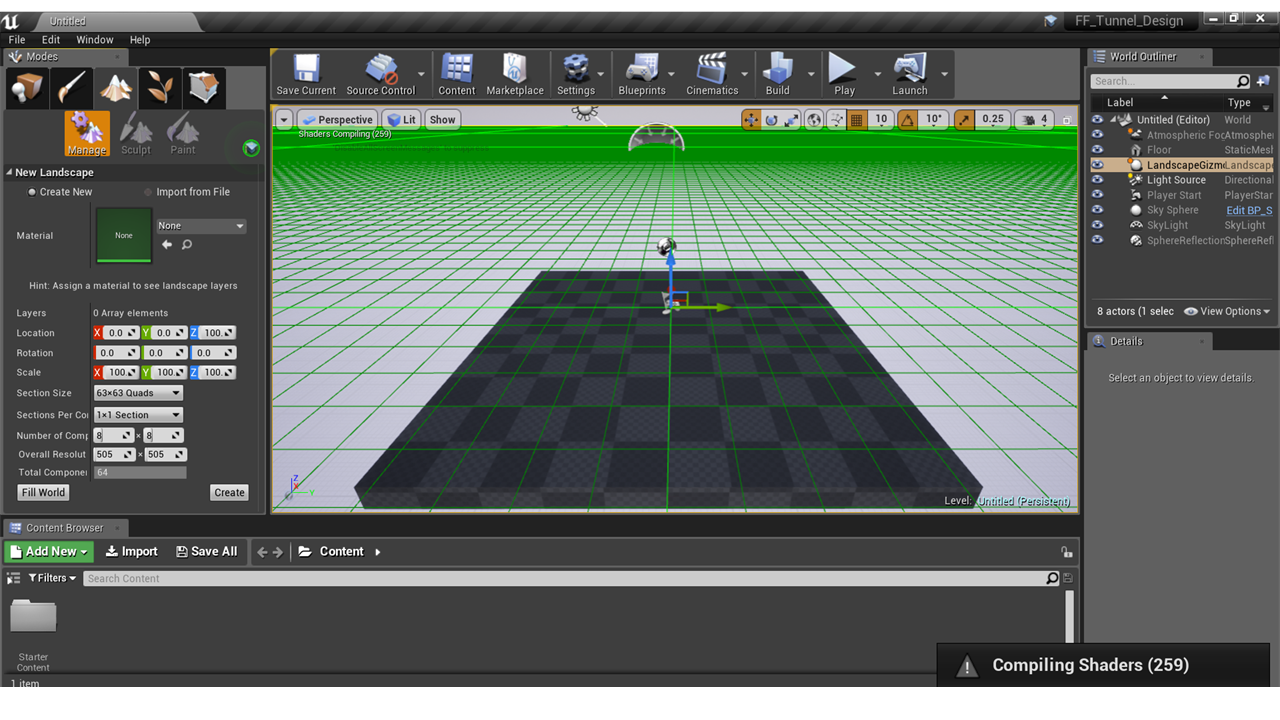 Untitled
FF_Tunnel_Design
File Edit Window Help
Modes
Manage Sculpt Paint
New Landscape
Create New Import from File
Material None None
Hint: Assign a material to see landscape layers
Layers 0 Array elements
Location X 0.0 Y 0.0 Z 100.
Rotation 0.0 0.0 0.0
Scale X 100. Y 100. Z 100.
Section Size 63×63 Quads
Sections Per Co 1×1 Section
Number of Comp 8 × 8
Overall Resolut 505 × 505
Total Componen 64
Fill World Create
Save Current Source Control Content Marketplace Settings Blueprints Cinematics Build Play Launch
Perspective Lit Show
10 10° 0.25 4
Shaders Compiling (259)
Z
X
Y
Level: Untitled (Persistent)
World Outliner
Search...
Label Type
Untitled (Editor) World
Atmospheric Foc Atmosphe
Floor StaticMesh
LandscapeGizmo Landscape
Light Source Directional
Player Start PlayerStar
Sky Sphere Edit BP_S
SkyLight SkyLight
SphereReflection SphereRefl
8 actors (1 selec View Options
Details
Select an object to view details.
Content Browser
Add New Import Save All Content
Filters Search Content
Starter
Content
1 item
Compiling Shaders (259)